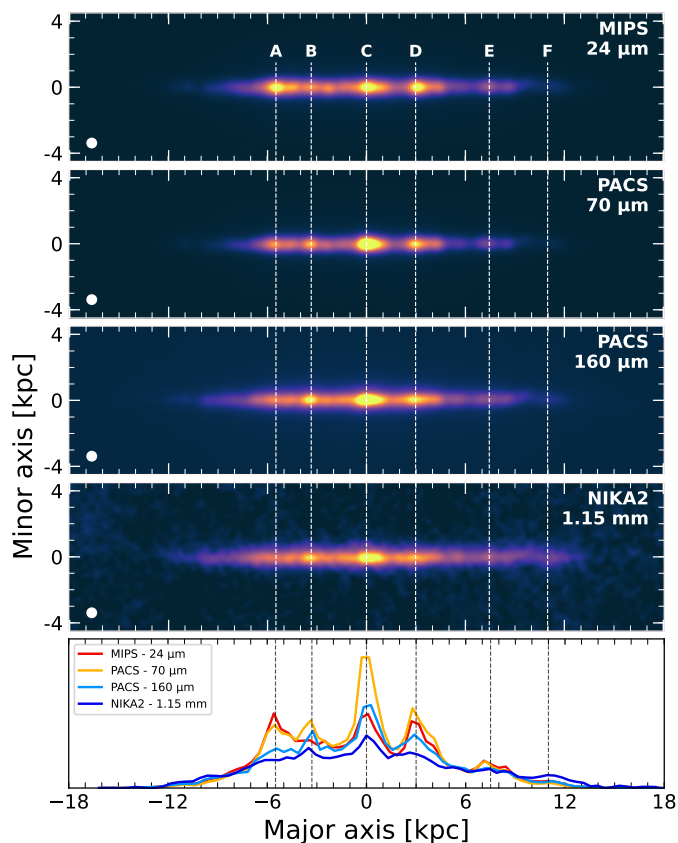 MIPS
24 μm
A B C D E F
4
0
-4
PACS
70 μm
4
0
-4
PACS
160 μm
4
0
-4
NIKA2
1.15 mm
4
0
-4
Minor axis [kpc]
MIPS - 24 μm
PACS - 70 μm
PACS - 160 μm
NIKA2 - 1.15 mm
−18 −12 −6 0 6 12 18
Major axis [kpc]